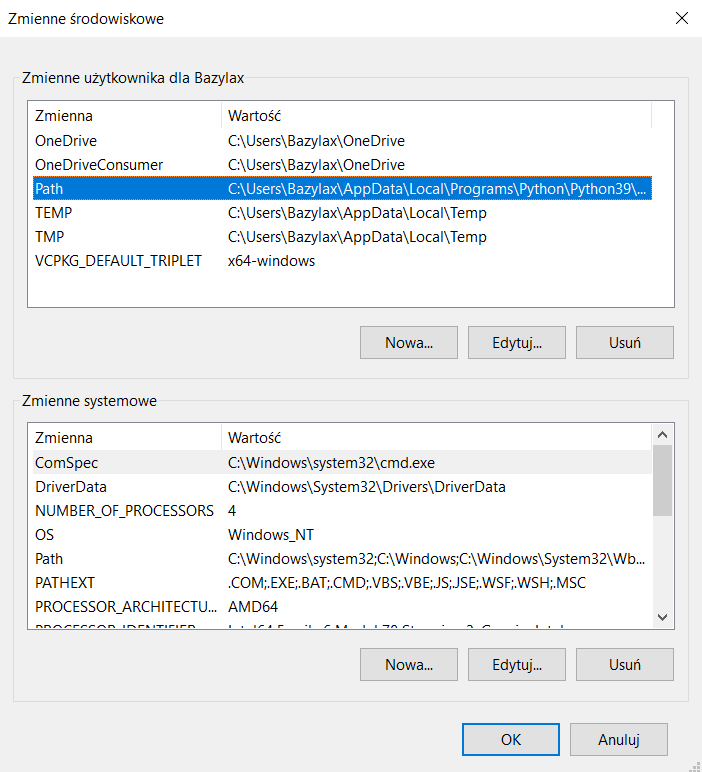 Zmienne środowiskowe
Zmienne użytkownika dla Bazylax
Zmienna Wartość
OneDrive C:\Users\Bazylax\OneDrive
OneDriveConsumer C:\Users\Bazylax\OneDrive
Path C:\Users\Bazylax\AppData\Local\Programs\Python\Python39\...
TEMP C:\Users\Bazylax\AppData\Local\Temp
TMP C:\Users\Bazylax\AppData\Local\Temp
VCPKG_DEFAULT_TRIPLET x64-windows
Nowa... Edytuj... Usuń
Zmienne systemowe
Zmienna Wartość
ComSpec C:\Windows\system32\cmd.exe
DriverData C:\Windows\System32\Drivers\DriverData
NUMBER_OF_PROCESSORS 4
OS Windows_NT
Path C:\Windows\system32;C:\Windows;C:\Windows\System32\Wb...
PATHEXT .COM;.EXE;.BAT;.CMD;.VBS;.VBE;.JS;.JSE;.WSF;.WSH;.MSC
PROCESSOR_ARCHITECTU... AMD64
Nowa... Edytuj... Usuń
OK Anuluj